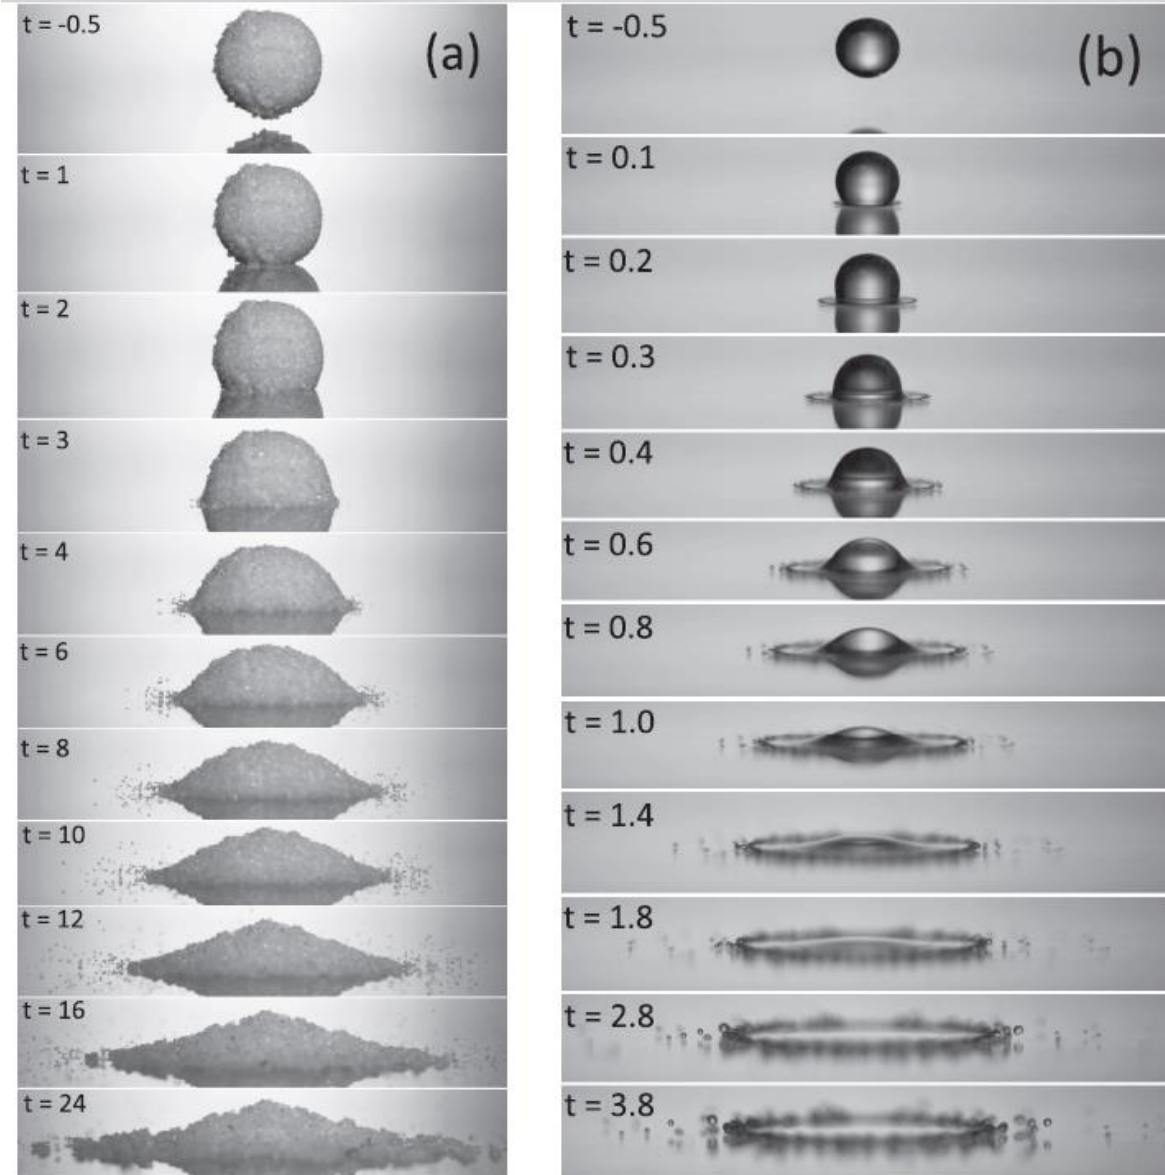 t = -0.5
(a)
t = 1
t = 2
t = 3
t = 4
t = 6
t = 8
t = 10
t = 12
t = 16
t = 24
t = -0.5
(b)
t = 0.1
t = 0.2
t = 0.3
t = 0.4
t = 0.6
t = 0.8
t = 1.0
t = 1.4
t = 1.8
t = 2.8
t = 3.8